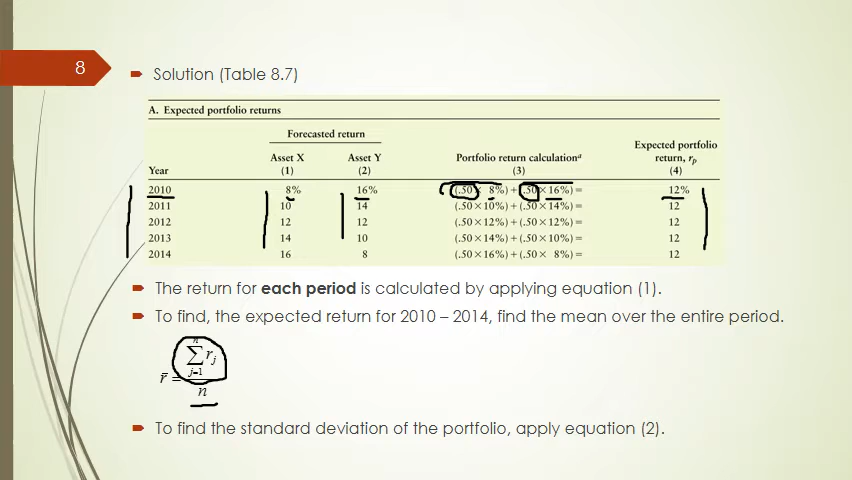 8
Solution (Table 8.7)
A. Expected portfolio returns
Forecasted return
Expected portfolio
Asset X Asset Y Portfolio return calculationᵃ return, rₚ
Year (1) (2) (3) (4)
2010 8% 16% (.50 × 8%) + (.50 × 16%) = 12%
2011 10 14 (.50 × 10%) + (.50 × 14%) = 12
2012 12 12 (.50 × 12%) + (.50 × 12%) = 12
2013 14 10 (.50 × 14%) + (.50 × 10%) = 12
2014 16 8 (.50 × 16%) + (.50 × 8%) = 12
The return for each period is calculated by applying equation (1).
To find, the expected return for 2010 – 2014, find the mean over the entire period.
n
∑ rⱼ
j=1
r̄ =
n
To find the standard deviation of the portfolio, apply equation (2).